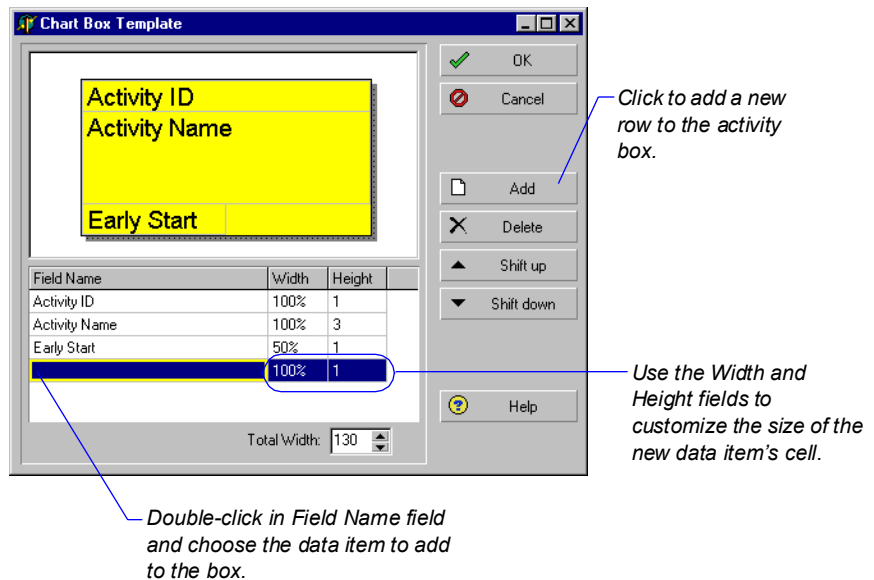 Chart Box Template
Activity ID
Activity Name
Early Start
OK
Cancel
Add
Delete
Shift up
Shift down
Help
Field Name Width Height
Activity ID 100% 1
Activity Name 100% 3
Early Start 50% 1
100% 1
Total Width: 130
Click to add a new
row to the activity
box.
Use the Width and
Height fields to
customize the size of the
new data item's cell.
Double-click in Field Name field
and choose the data item to add
to the box.